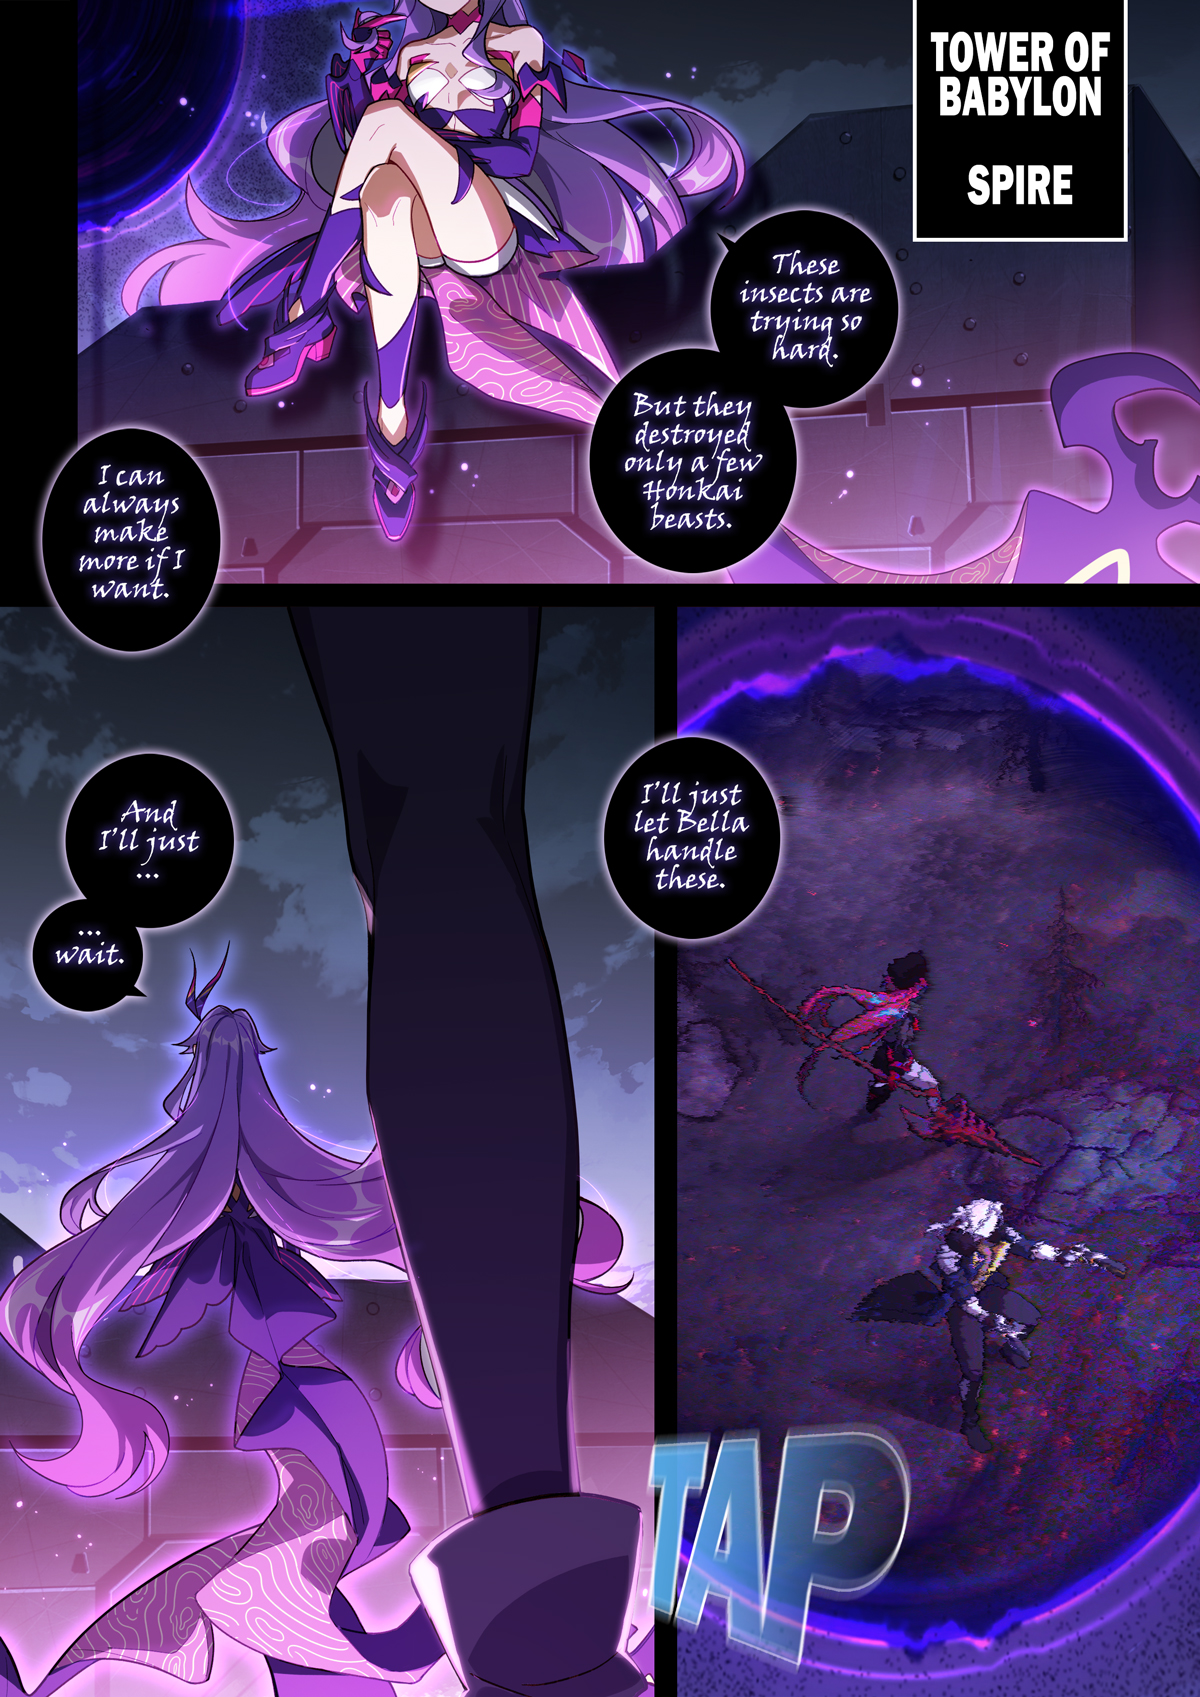 TOWER OF
BABYLON
SPIRE
These
insects are
trying so
hard.
But they
destroyed
only a few
Honkai
beasts.
I can
always
make
more if I
want.
I'll just
let Bella
handle
these.
And
I'll just
...
...
wait.
TAP